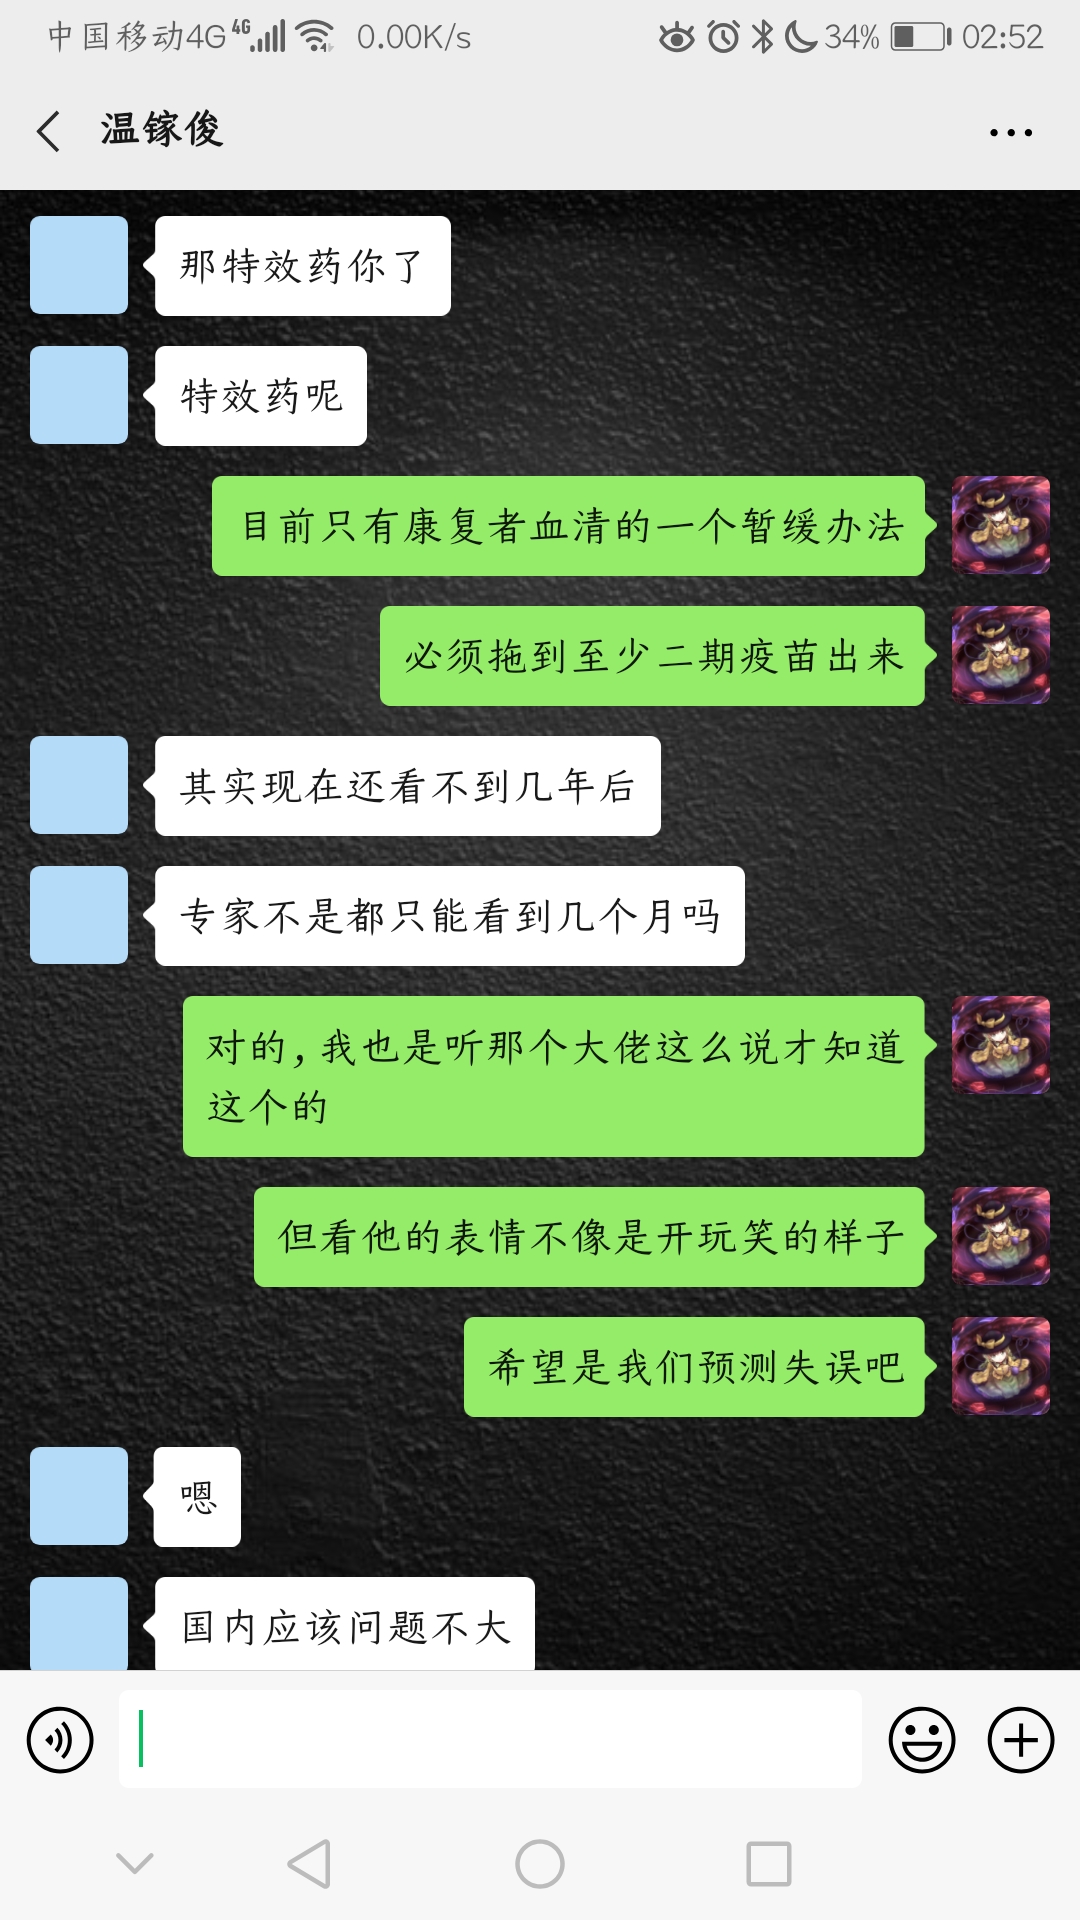 中国移动4G 4G 0.00K/s 34% 02:52
温镓俊
那特效药你了
特效药呢
目前只有康复者血清的一个暂缓办法
必须拖到至少二期疫苗出来
其实现在还看不到几年后
专家不是都只能看到几个月吗
对的，我也是听那个大佬这么说才知道
这个的
但看他的表情不像是开玩笑的样子
希望是我们预测失误吧
嗯
国内应该问题不大